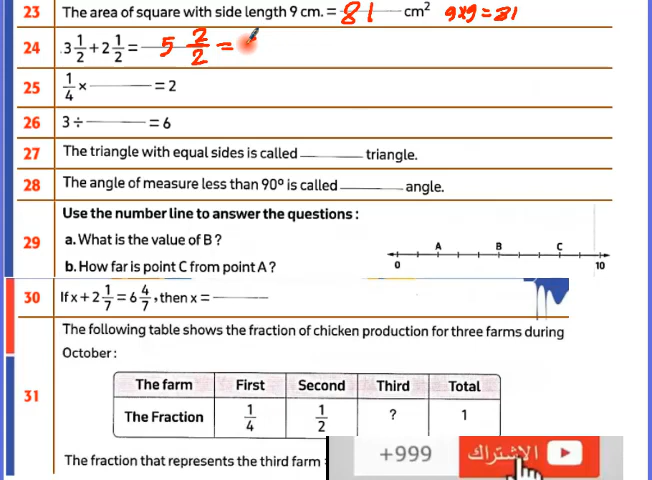 23 The area of square with side length 9 cm. = 81 cm² 9×9=81
24 3 1/2 + 2 1/2 = 5 2/2 =
25 1/4 × ______ = 2
26 3 ÷ ______ = 6
27 The triangle with equal sides is called ______ triangle.
28 The angle of measure less than 90° is called ______ angle.
Use the number line to answer the questions :
29 a. What is the value of B ?
A B C
0 10
b. How far is point C from point A ?
30 If x + 2 1/7 = 6 4/7 , then x = ______
The following table shows the fraction of chicken production for three farms during
October :
31
The farm First Second Third Total
The Fraction 1/4 1/2 ? 1
The fraction that represents the third farm :
+999 الاشتراك